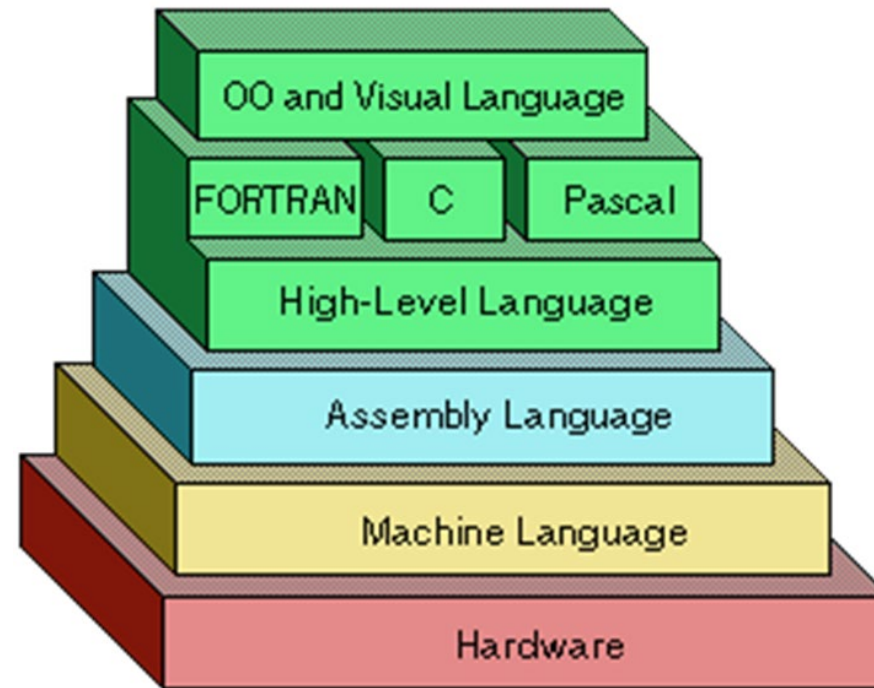 OO and Visual Language
FORTRAN C Pascal
High-Level Language
Assembly Language
Machine Language
Hardware